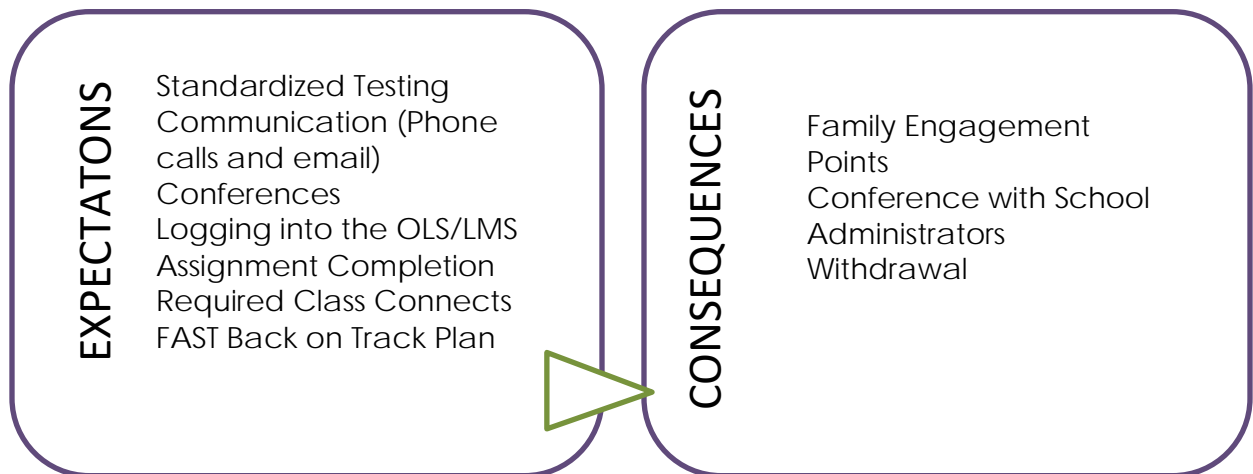 EXPECTATONS
Standardized Testing
Communication (Phone
calls and email)
Conferences
Logging into the OLS/LMS
Assignment Completion
Required Class Connects
FAST Back on Track Plan
CONSEQUENCES
Family Engagement
Points
Conference with School
Administrators
Withdrawal